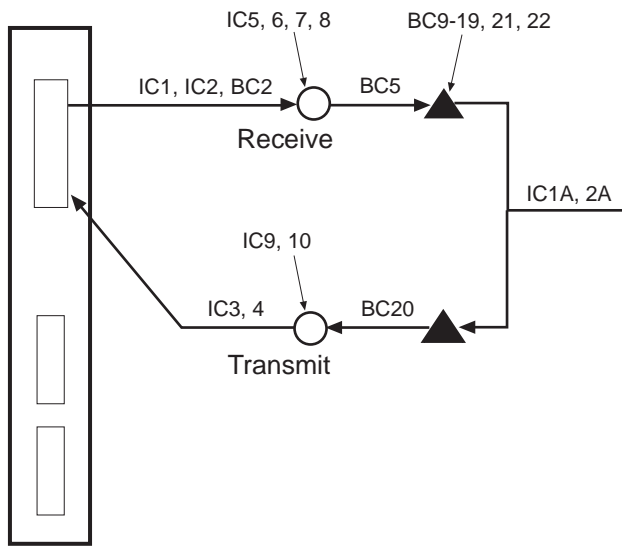 IC5, 6, 7, 8
BC9-19, 21, 22
IC1, IC2, BC2
BC5
Receive
IC1A, 2A
IC9, 10
IC3, 4
BC20
Transmit